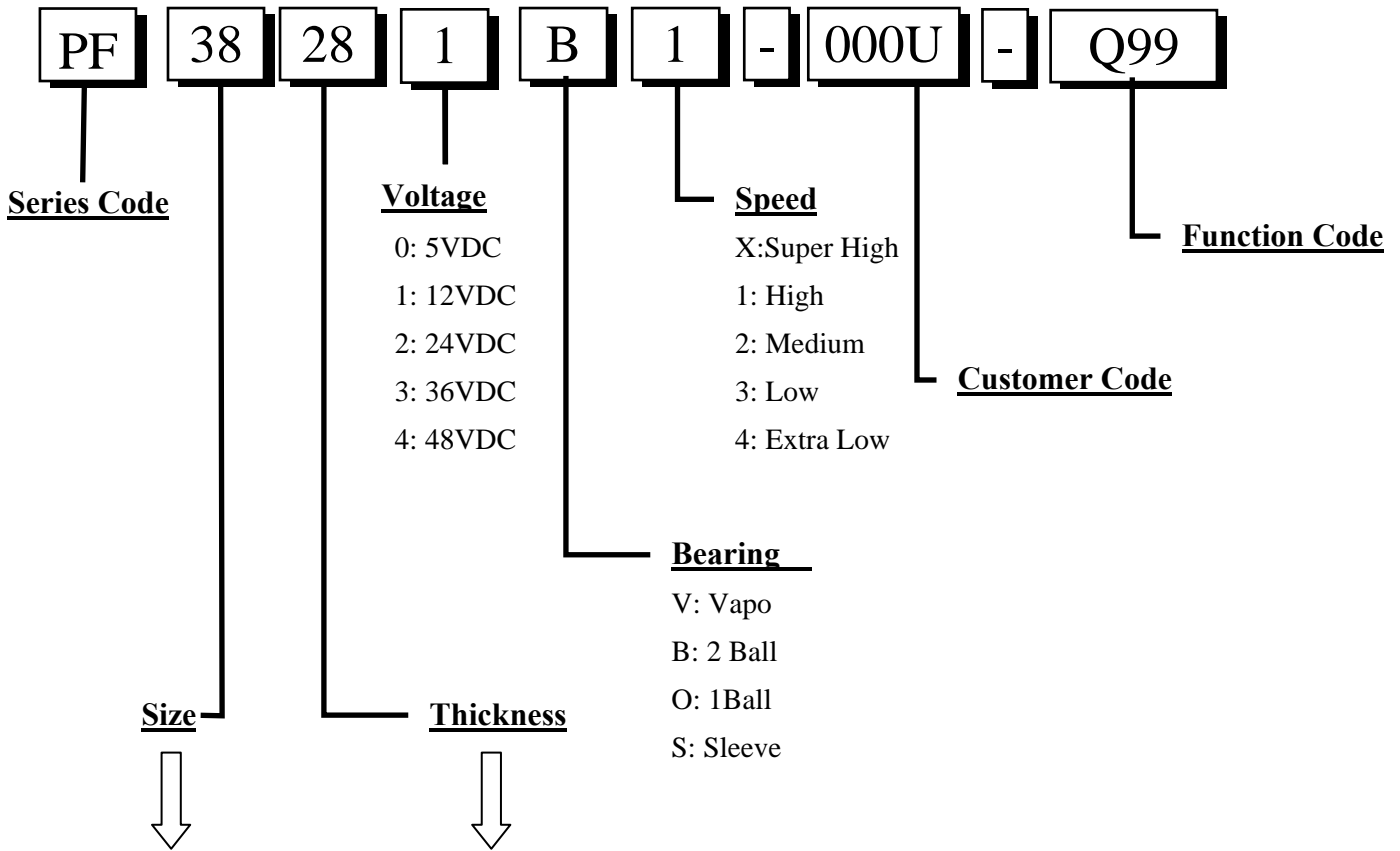 PF 38 28 1 B 1 - 000U - Q99
Series Code
Voltage
0: 5VDC
1: 12VDC
2: 24VDC
3: 36VDC
4: 48VDC
Speed
X:Super High
1: High
2: Medium
3: Low
4: Extra Low
Function Code
Customer Code
Bearing
V: Vapo
B: 2 Ball
O: 1Ball
S: Sleeve
Size
Thickness